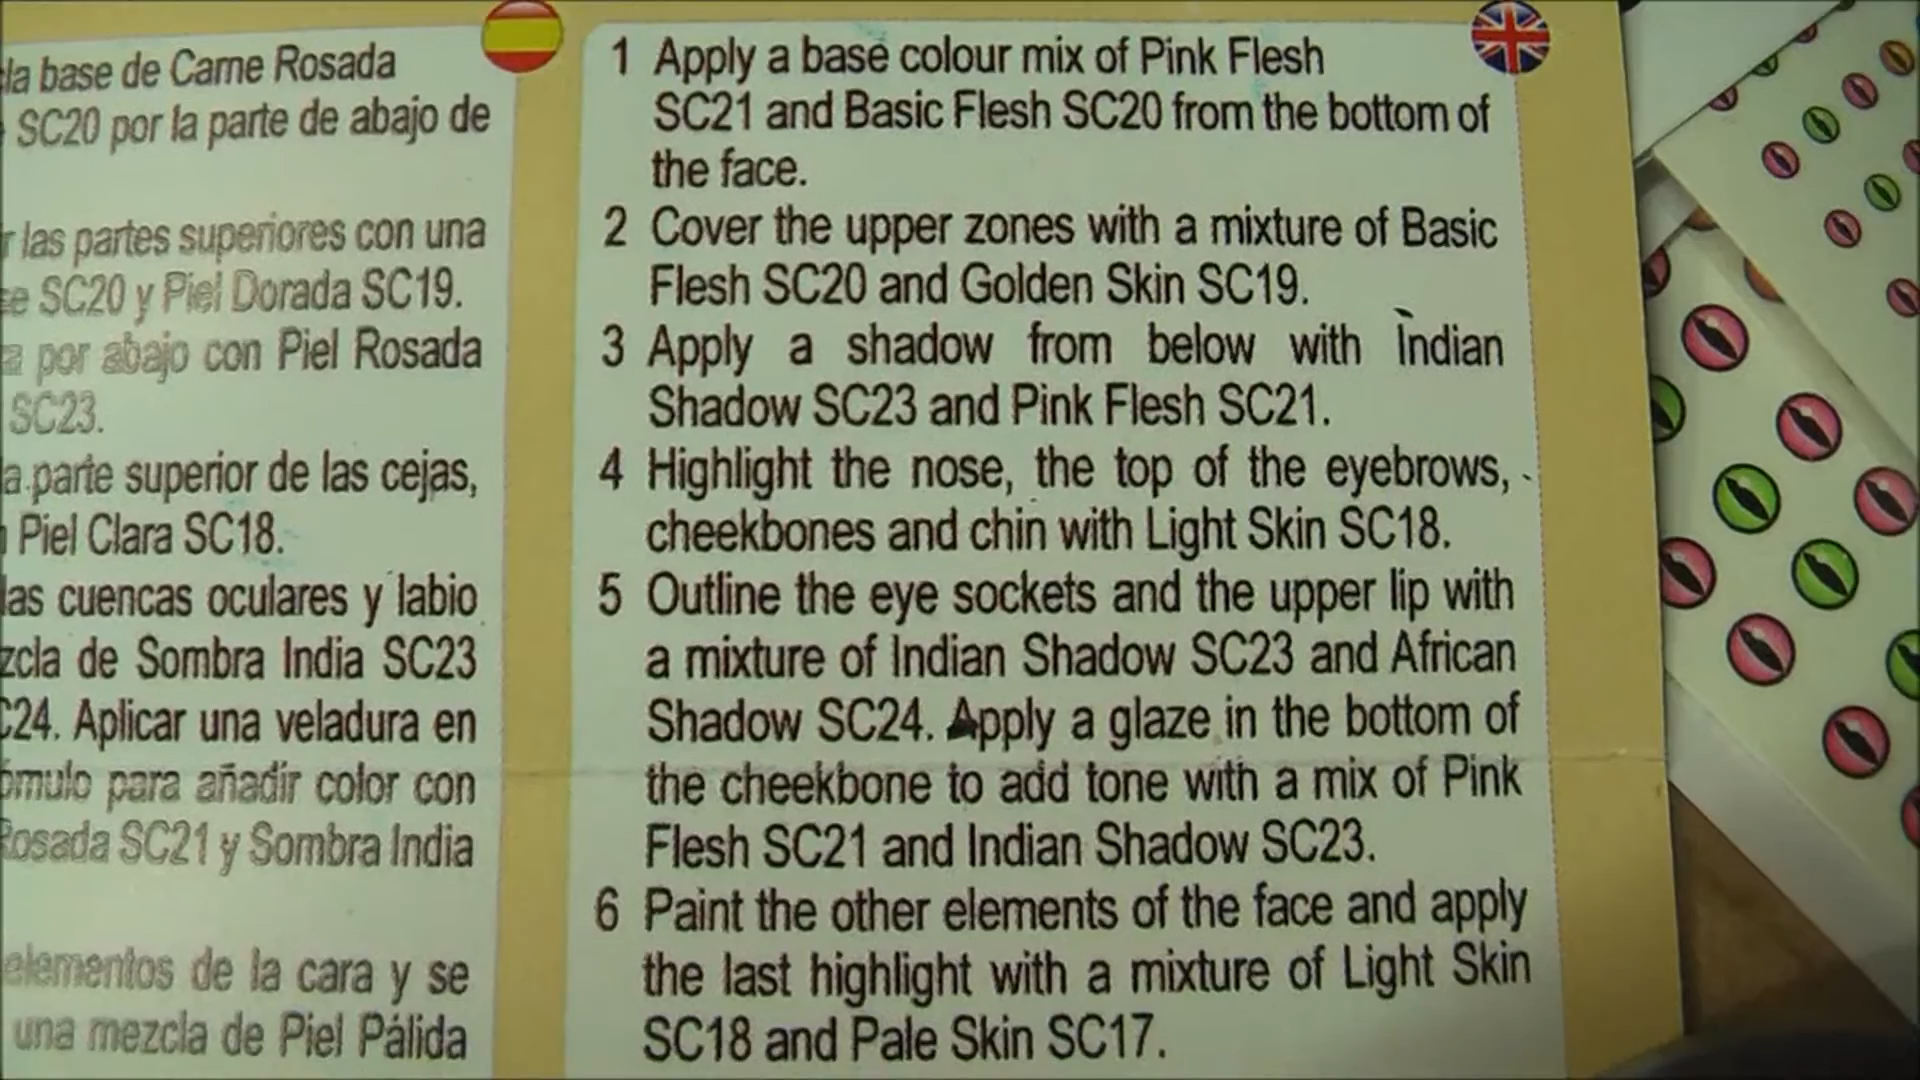 base de Carne Rosada
SC20 por la parte de abajo de
las partes superiores con una
SC20 y Piel Dorada SC19.
por abajo con Piel Rosada
SC23.
parte superior de las cejas,
Piel Clara SC18.
las cuencas oculares y labio
de Sombra India SC23
Aplicar una veladura en
para añadir color con
SC21 y Sombra India
elementos de la cara y se
una mezcla de Piel Pálida
1 Apply a base colour mix of Pink Flesh
SC21 and Basic Flesh SC20 from the bottom of
the face.
2 Cover the upper zones with a mixture of Basic
Flesh SC20 and Golden Skin SC19.
3 Apply a shadow from below with Indian
Shadow SC23 and Pink Flesh SC21.
4 Highlight the nose, the top of the eyebrows,
cheekbones and chin with Light Skin SC18.
5 Outline the eye sockets and the upper lip with
a mixture of Indian Shadow SC23 and African
Shadow SC24. Apply a glaze in the bottom of
the cheekbone to add tone with a mix of Pink
Flesh SC21 and Indian Shadow SC23.
6 Paint the other elements of the face and apply
the last highlight with a mixture of Light Skin
SC18 and Pale Skin SC17.